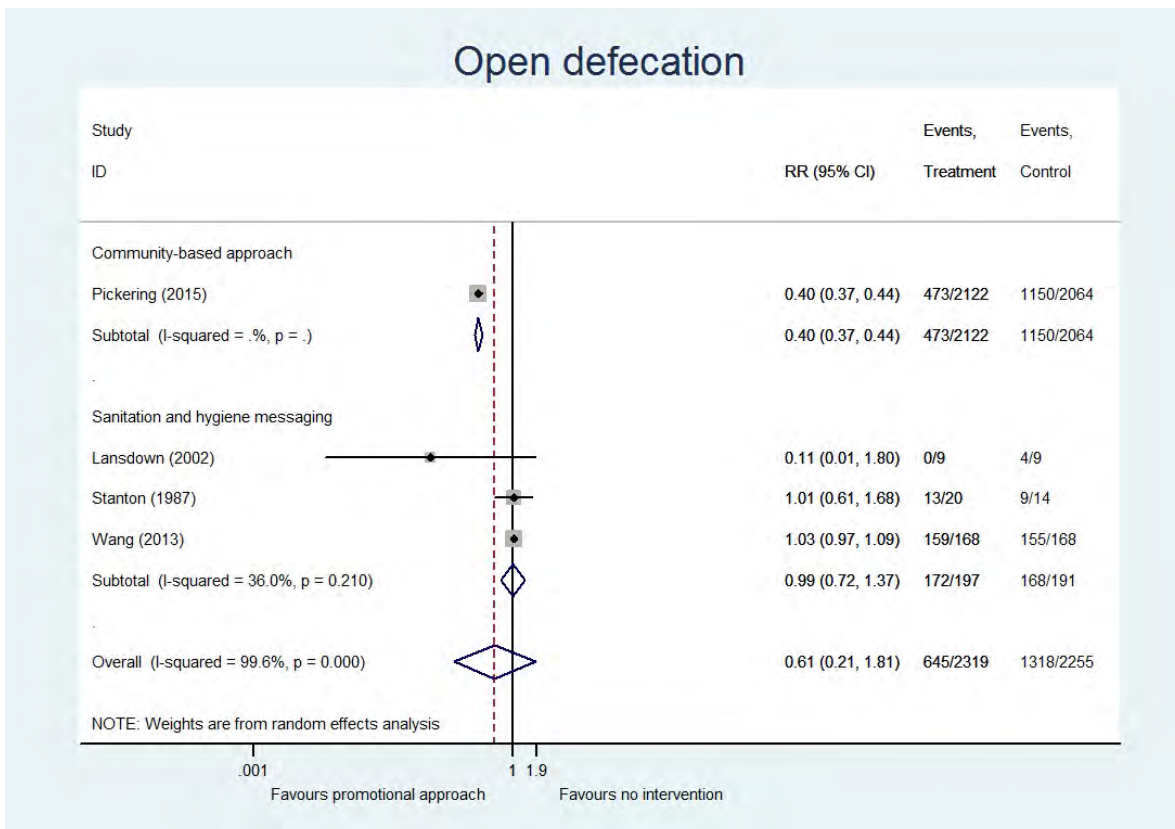 Open defecation
Study Events, Events,
ID RR (95% CI) Treatment Control
Community-based approach
Pickering (2015) 0.40 (0.37, 0.44) 473/2122 1150/2064
Subtotal (I-squared = .%, p = .) 0.40 (0.37, 0.44) 473/2122 1150/2064
.
Sanitation and hygiene messaging
Lansdown (2002) 0.11 (0.01, 1.80) 0/9 4/9
Stanton (1987) 1.01 (0.61, 1.68) 13/20 9/14
Wang (2013) 1.03 (0.97, 1.09) 159/168 155/168
Subtotal (I-squared = 36.0%, p = 0.210) 0.99 (0.72, 1.37) 172/197 168/191
.
Overall (I-squared = 99.6%, p = 0.000) 0.61 (0.21, 1.81) 645/2319 1318/2255
NOTE: Weights are from random effects analysis
.001 1 1.9
Favours promotional approach Favours no intervention